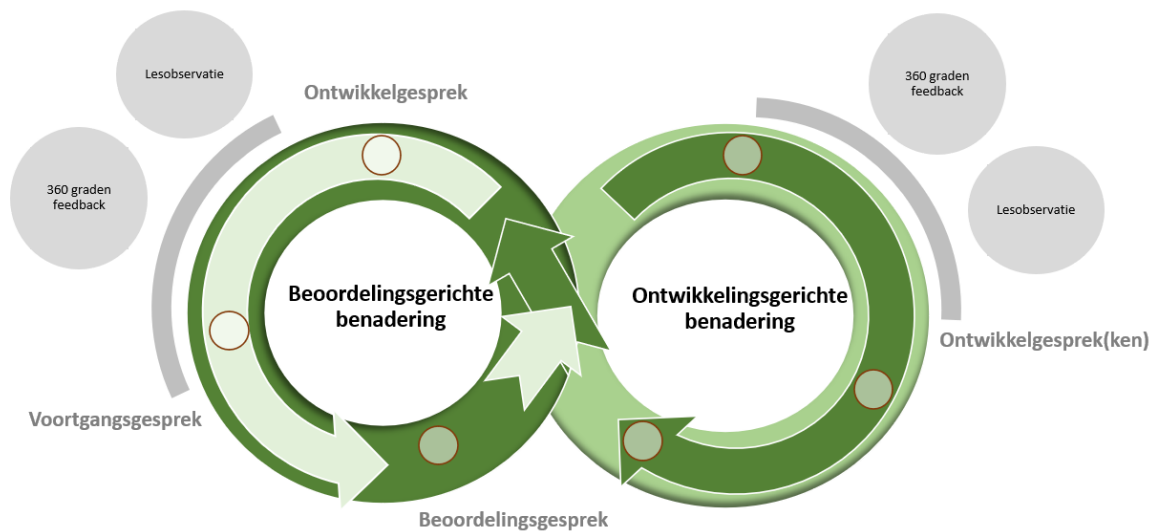 Lesobservatie
360 graden
feedback
Ontwikkelgesprek
360 graden
feedback
Lesobservatie
Beoordelingsgerichte
benadering
Ontwikkelingsgerichte
benadering
Ontwikkelgesprek(ken)
Voortgangsgesprek
Beoordelingsgesprek